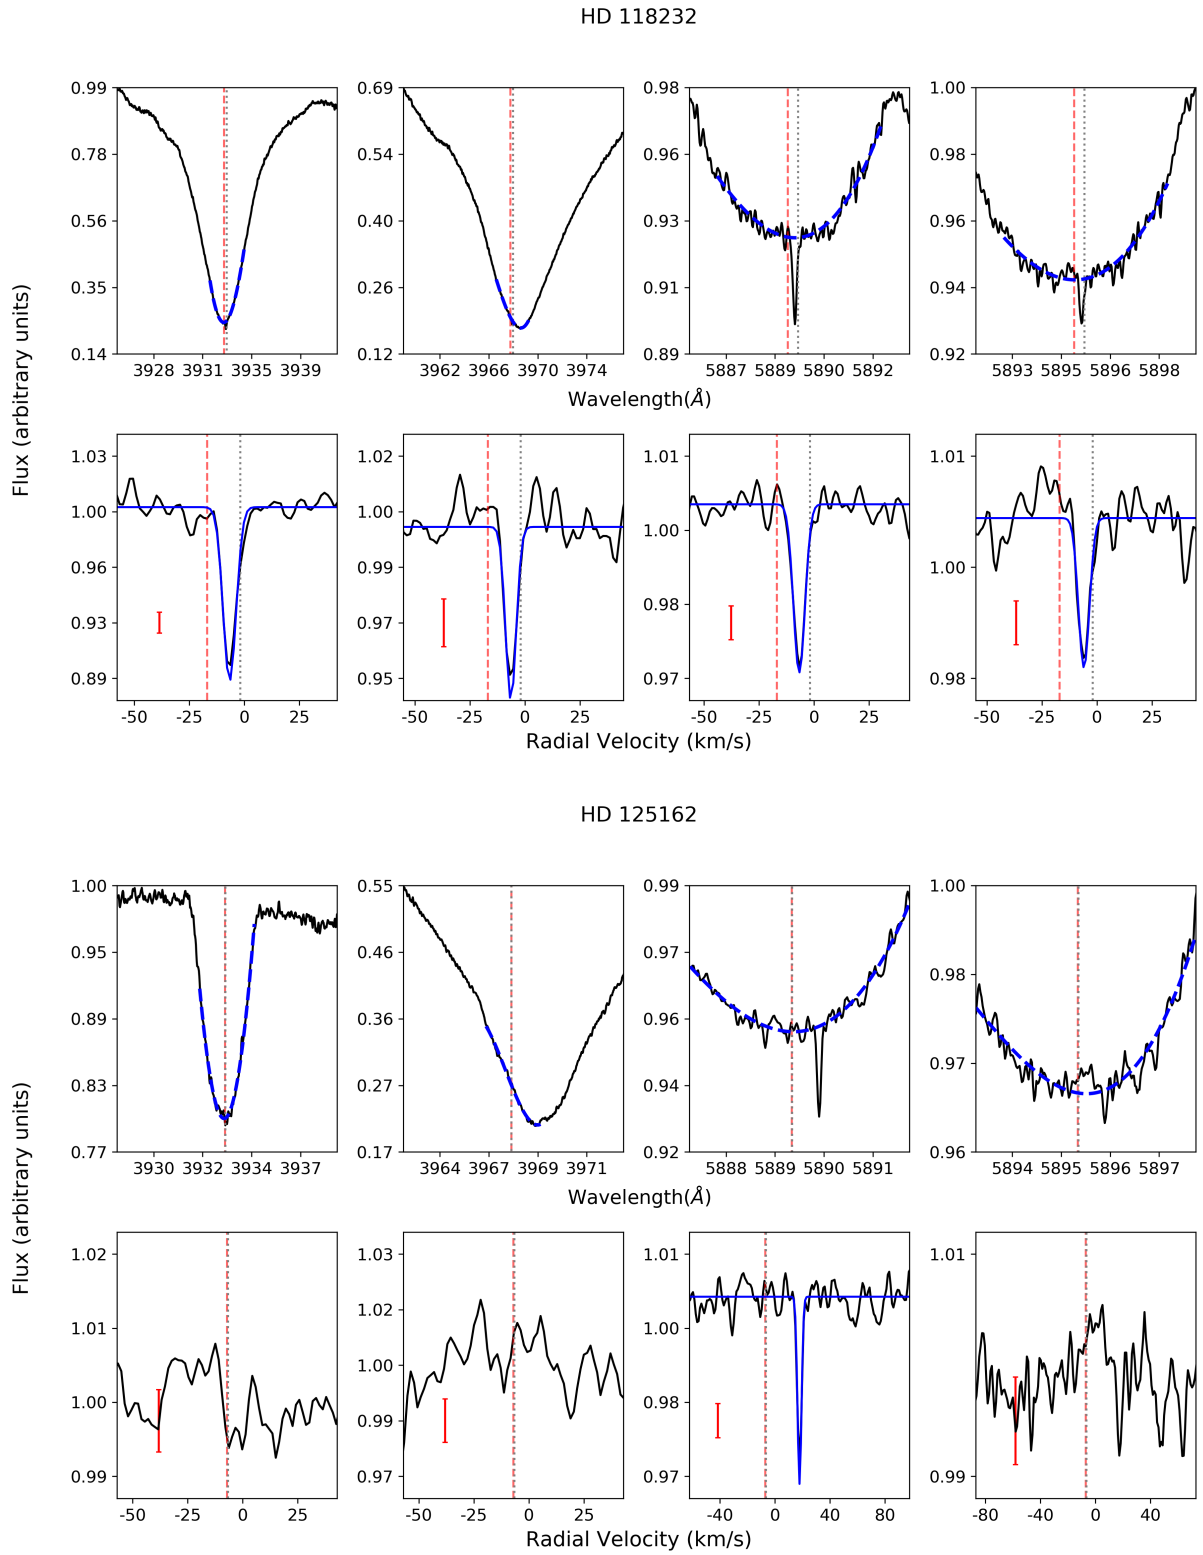 HD 118232
0.99 0.69 0.98 1.00
0.78 0.54 0.96 0.98
0.56 0.40 0.93 0.96
0.35 0.26 0.91 0.94
0.14 0.12 0.89 0.92
3928 3931 3935 3939 3962 3966 3970 3974 5887 5889 5890 5892 5893 5895 5896 5898
Wavelength(Å)
Flux (arbitrary units)
1.03 1.02 1.01 1.01
1.00 1.00 1.00 1.00
0.96 0.99 0.98 0.98
0.93 0.97 0.97
0.89 0.95
-50 -25 0 25 -50 -25 0 25 -50 -25 0 25 -50 -25 0 25
Radial Velocity (km/s)
HD 125162
1.00 0.55 0.99 1.00
0.95 0.46 0.97 0.98
0.89 0.36 0.96 0.97
0.83 0.27 0.94 0.96
0.77 0.17 0.92
3930 3932 3934 3937 3964 3967 3969 3971 5888 5889 5890 5891 5894 5895 5896 5897
Wavelength(Å)
Flux (arbitrary units)
1.02 1.03 1.01 1.01
1.01 1.02 1.00 0.99
1.00 1.00 0.98
0.99 0.99 0.97
0.97
-50 -25 0 25 -50 -25 0 25 -40 0 40 80 -80 -40 0 40
Radial Velocity (km/s)